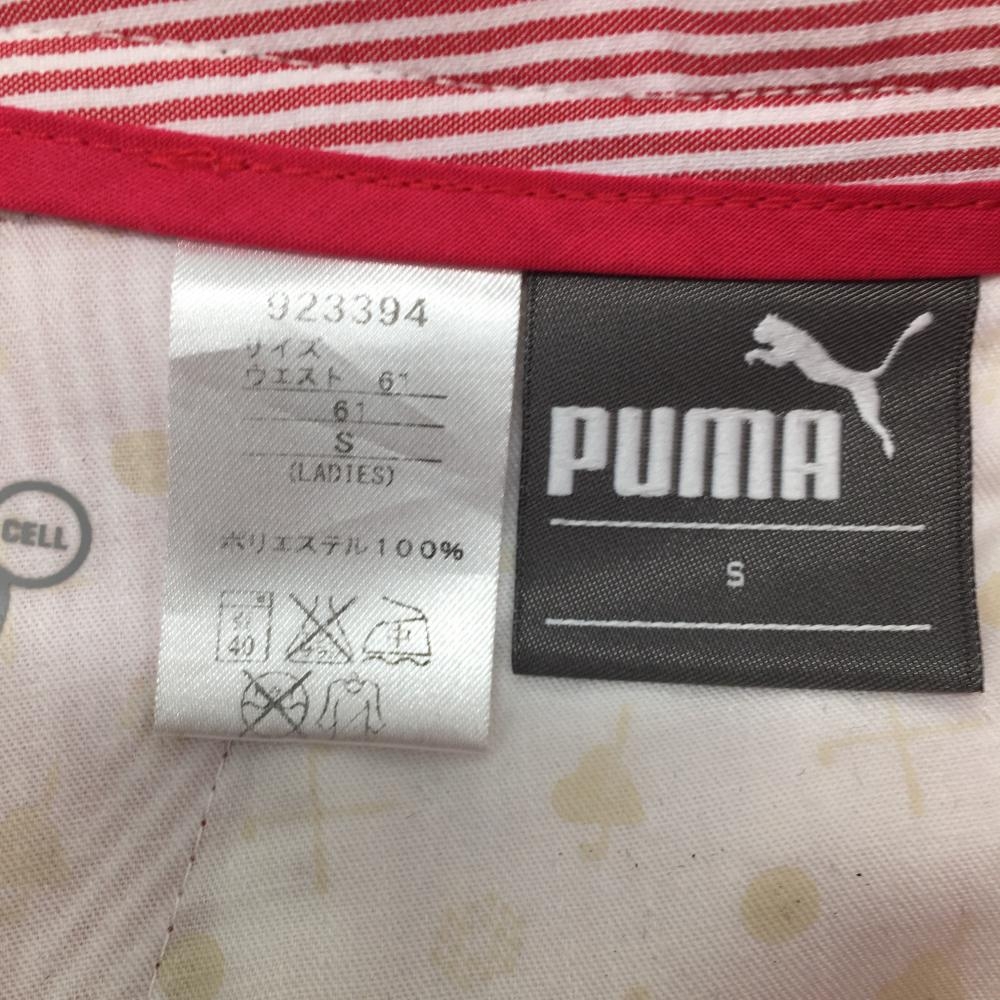 923394
サイズ
ウエスト 61
61
S
(LADIES)
ポリエステル100%
40
中
CELL
PUMA
S